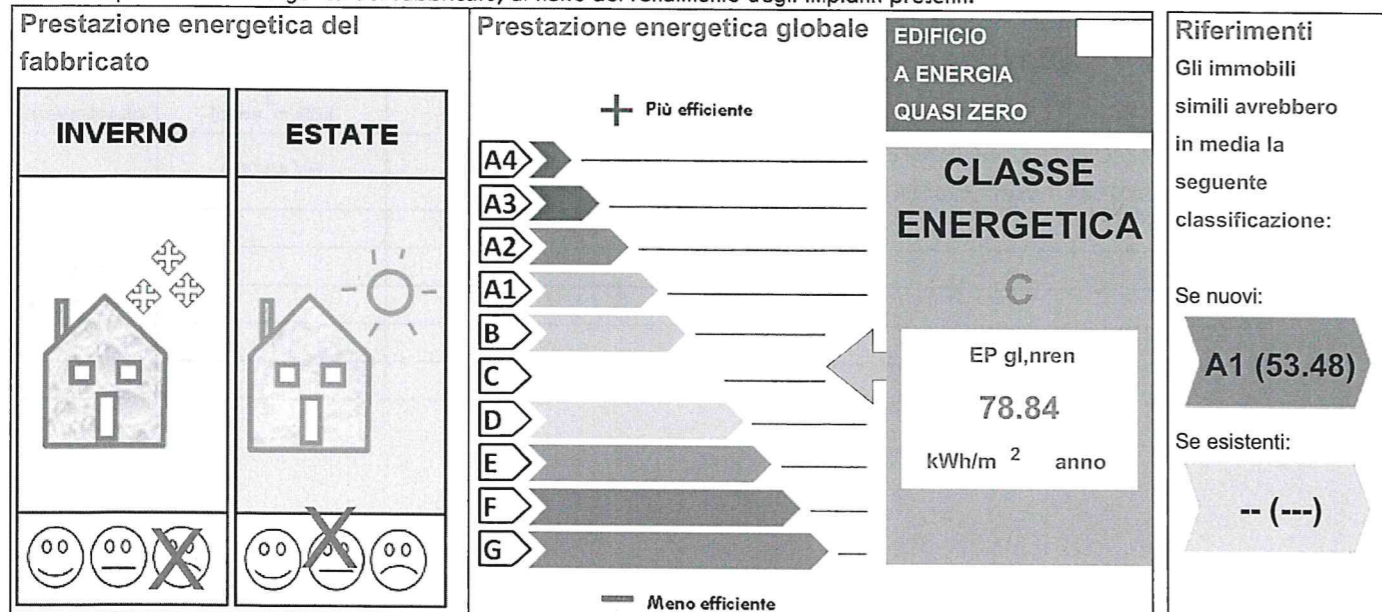 Prestazione energetica del
fabbricato
INVERNO
ESTATE
Prestazione energetica globale
Più efficiente
A4
A3
A2
A1
B
C
D
E
F
G
Meno efficiente
EDIFICIO
A ENERGIA
QUASI ZERO
CLASSE
ENERGETICA
C
EP gl,nren
78.84
kWh/m 2 anno
Riferimenti
Gli immobili
simili avrebbero
in media la
seguente
classificazione:
Se nuovi:
A1 (53.48)
Se esistenti:
-- (---)